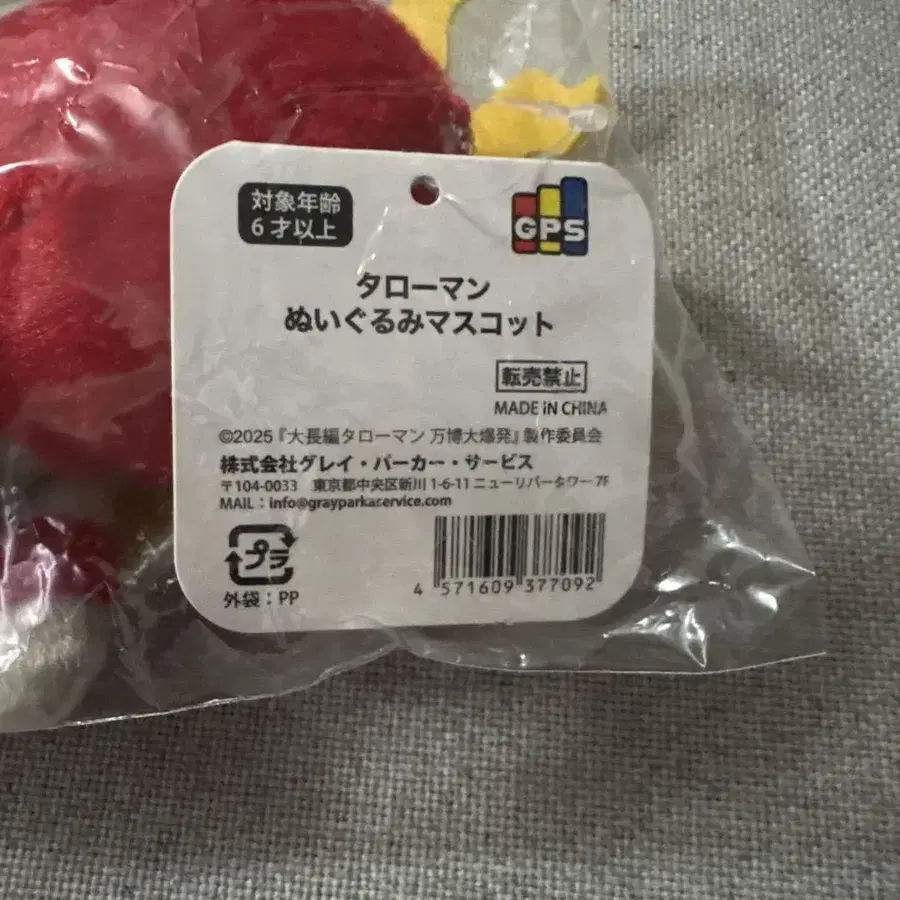 対象年齢
6才以上
GPS
タローマン
ぬいぐるみマスコット
転売禁止
MADE IN CHINA
©2025『大長編タローマン 万博大爆発』製作委員会
株式会社グレイ・パーカー・サービス
〒104-0033 東京都中央区新川1-6-11 ニューリバータワー 7F
MAIL：info@grayparkaservice.com
プラ
外袋：PP
4 571609 377092